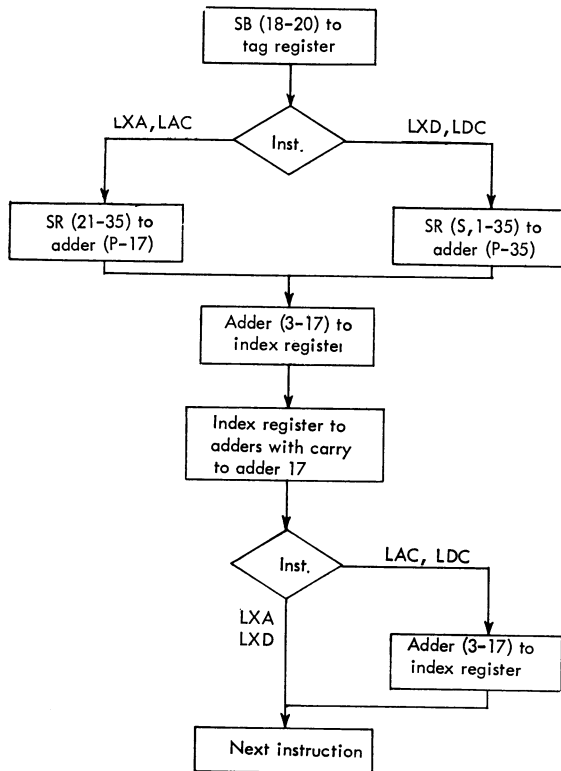 SB (18-20) to
tag register
LXA, LAC
Inst.
LXD, LDC
SR (21-35) to
adder (P-17)
SR (S, 1-35) to
adder (P-35)
Adder (3-17) to
index register
Index register to
adders with carry
to adder 17
Inst.
LAC, LDC
LXA
LXD
Adder (3-17) to
index register
Next instruction